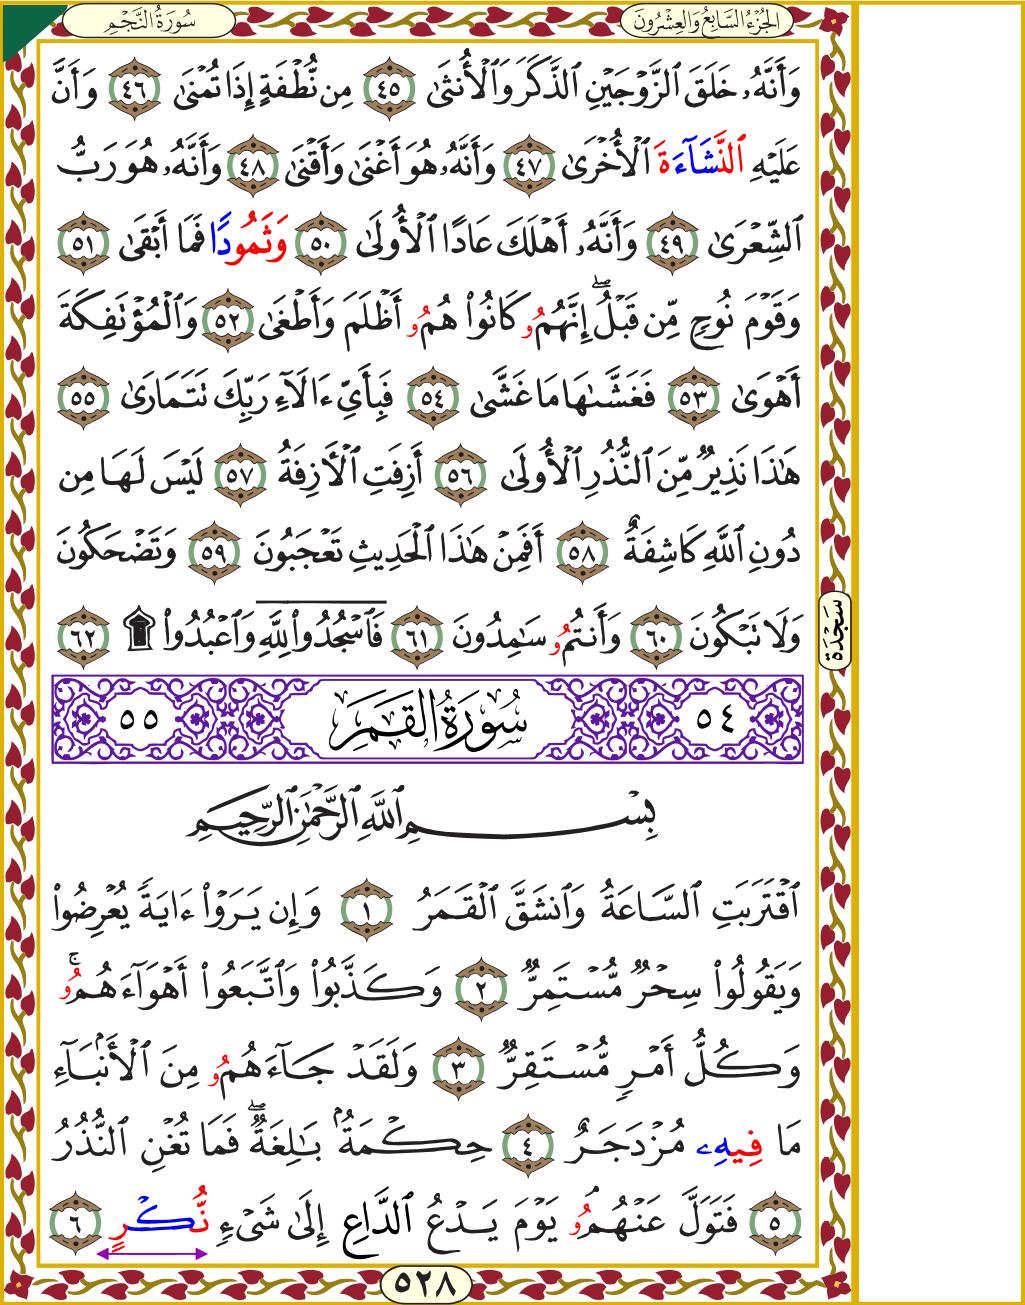 سُورَةُ النَّجْمِ
الجُزْءُ السَّابِعُ وَالعِشْرُونَ
وَأَنَّهُۥ خَلَقَ ٱلزَّوْجَيْنِ ٱلذَّكَرَ وَٱلْأُنثَىٰ ٤٥ مِن نُّطْفَةٍ إِذَا تُمْنَىٰ ٤٦ وَأَنَّ
عَلَيْهِ ٱلنَّشَآءَةَ ٱلْأُخْرَىٰ ٤٧ وَأَنَّهُۥ هُوَ أَغْنَىٰ وَأَقْنَىٰ ٤٨ وَأَنَّهُۥ هُوَ رَبُّ
ٱلشِّعْرَىٰ ٤٩ وَأَنَّهُۥ أَهْلَكَ عَادًا ٱلْأُولَىٰ ٥٠ وَثَمُودًا فَمَا أَبْقَىٰ ٥١
وَقَوْمَ نُوحٍ مِّن قَبْلُ ۖ إِنَّهُمُۥ كَانُوا۟ هُمُۥ أَظْلَمَ وَأَطْغَىٰ ٥٢ وَٱلْمُؤْتَفِكَةَ
أَهْوَىٰ ٥٣ فَغَشَّىٰهَا مَا غَشَّىٰ ٥٤ فَبِأَىِّ ءَالَآءِ رَبِّكَ تَتَمَارَىٰ ٥٥
هَٰذَا نَذِيرٌ مِّنَ ٱلنُّذُرِ ٱلْأُولَىٰ ٥٦ أَزِفَتِ ٱلْأَزِفَةُ ٥٧ لَيْسَ لَهَا مِن
دُونِ ٱللَّهِ كَاشِفَةٌ ٥٨ أَفَمِنْ هَٰذَا ٱلْحَدِيثِ تَعْجَبُونَ ٥٩ وَتَضْحَكُونَ
وَلَا تَبْكُونَ ٦٠ وَأَنتُمُۥ سَٰمِدُونَ ٦١ فَٱسْجُدُوا۟ لِلَّهِ وَٱعْبُدُوا۟ ۩ ٦٢
سَجْدَة
٥٤ سُورَةُ القَمَرِ ٥٥
بِسْمِ ٱللَّهِ ٱلرَّحْمَٰنِ ٱلرَّحِيمِ
ٱقْتَرَبَتِ ٱلسَّاعَةُ وَٱنشَقَّ ٱلْقَمَرُ ١ وَإِن يَرَوْا۟ ءَايَةً يُعْرِضُوا۟
وَيَقُولُوا۟ سِحْرٌ مُّسْتَمِرٌّ ٢ وَكَذَّبُوا۟ وَٱتَّبَعُوا۟ أَهْوَآءَهُمُۥ ۚ
وَكُلُّ أَمْرٍ مُّسْتَقِرٌّ ٣ وَلَقَدْ جَآءَهُمُۥ مِنَ ٱلْأَنۢبَآءِ
مَا فِيهِۦ مُزْدَجَرٌ ٤ حِكْمَةٌۢ بَٰلِغَةٌ ۖ فَمَا تُغْنِ ٱلنُّذُرُ
٥ فَتَوَلَّ عَنْهُمُۥ ۘ يَوْمَ يَدْعُ ٱلدَّاعِ إِلَىٰ شَىْءٍ نُّكْرٍ ٦
٥٢٨